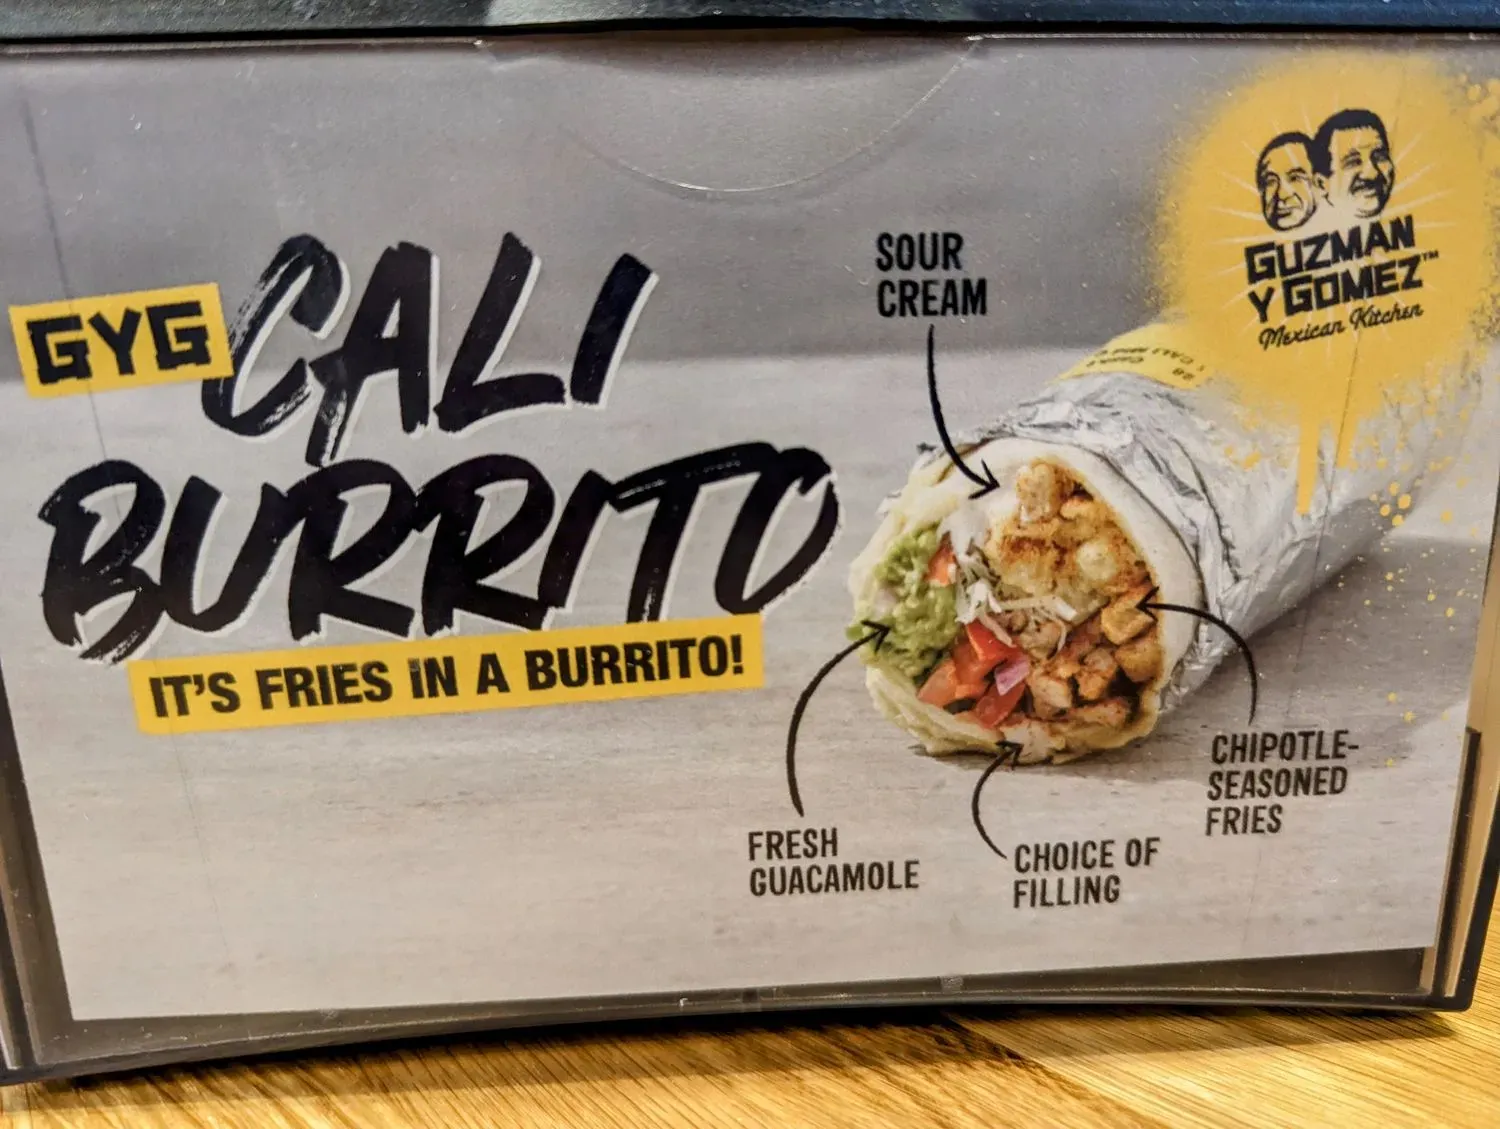 GYG CALI
BURRITO
IT'S FRIES IN A BURRITO!
SOUR
CREAM
GUZMAN
Y GOMEZ™
Mexican Kitchen
CHIPOTLE-
SEASONED
FRIES
FRESH
GUACAMOLE
CHOICE OF
FILLING